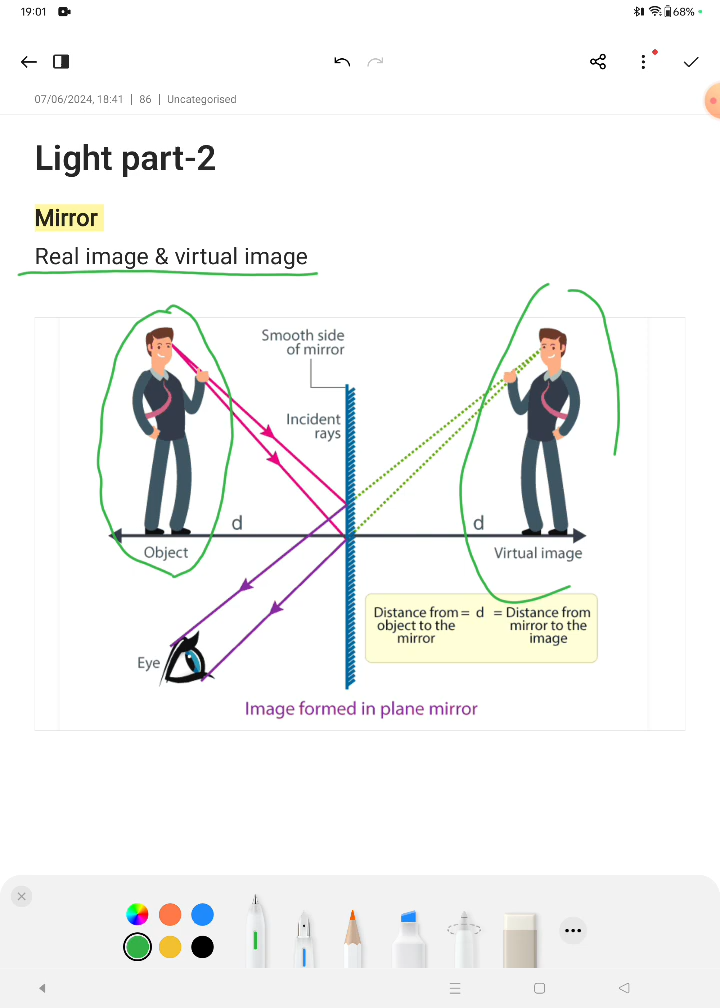 19:01 68%
07/06/2024, 18:41 | 86 | Uncategorised
Light part-2
Mirror
Real image & virtual image
Smooth side
of mirror
Incident
rays
d
d
Object
Virtual image
Distance from = d = Distance from
object to the mirror to the
mirror image
Eye
Image formed in plane mirror